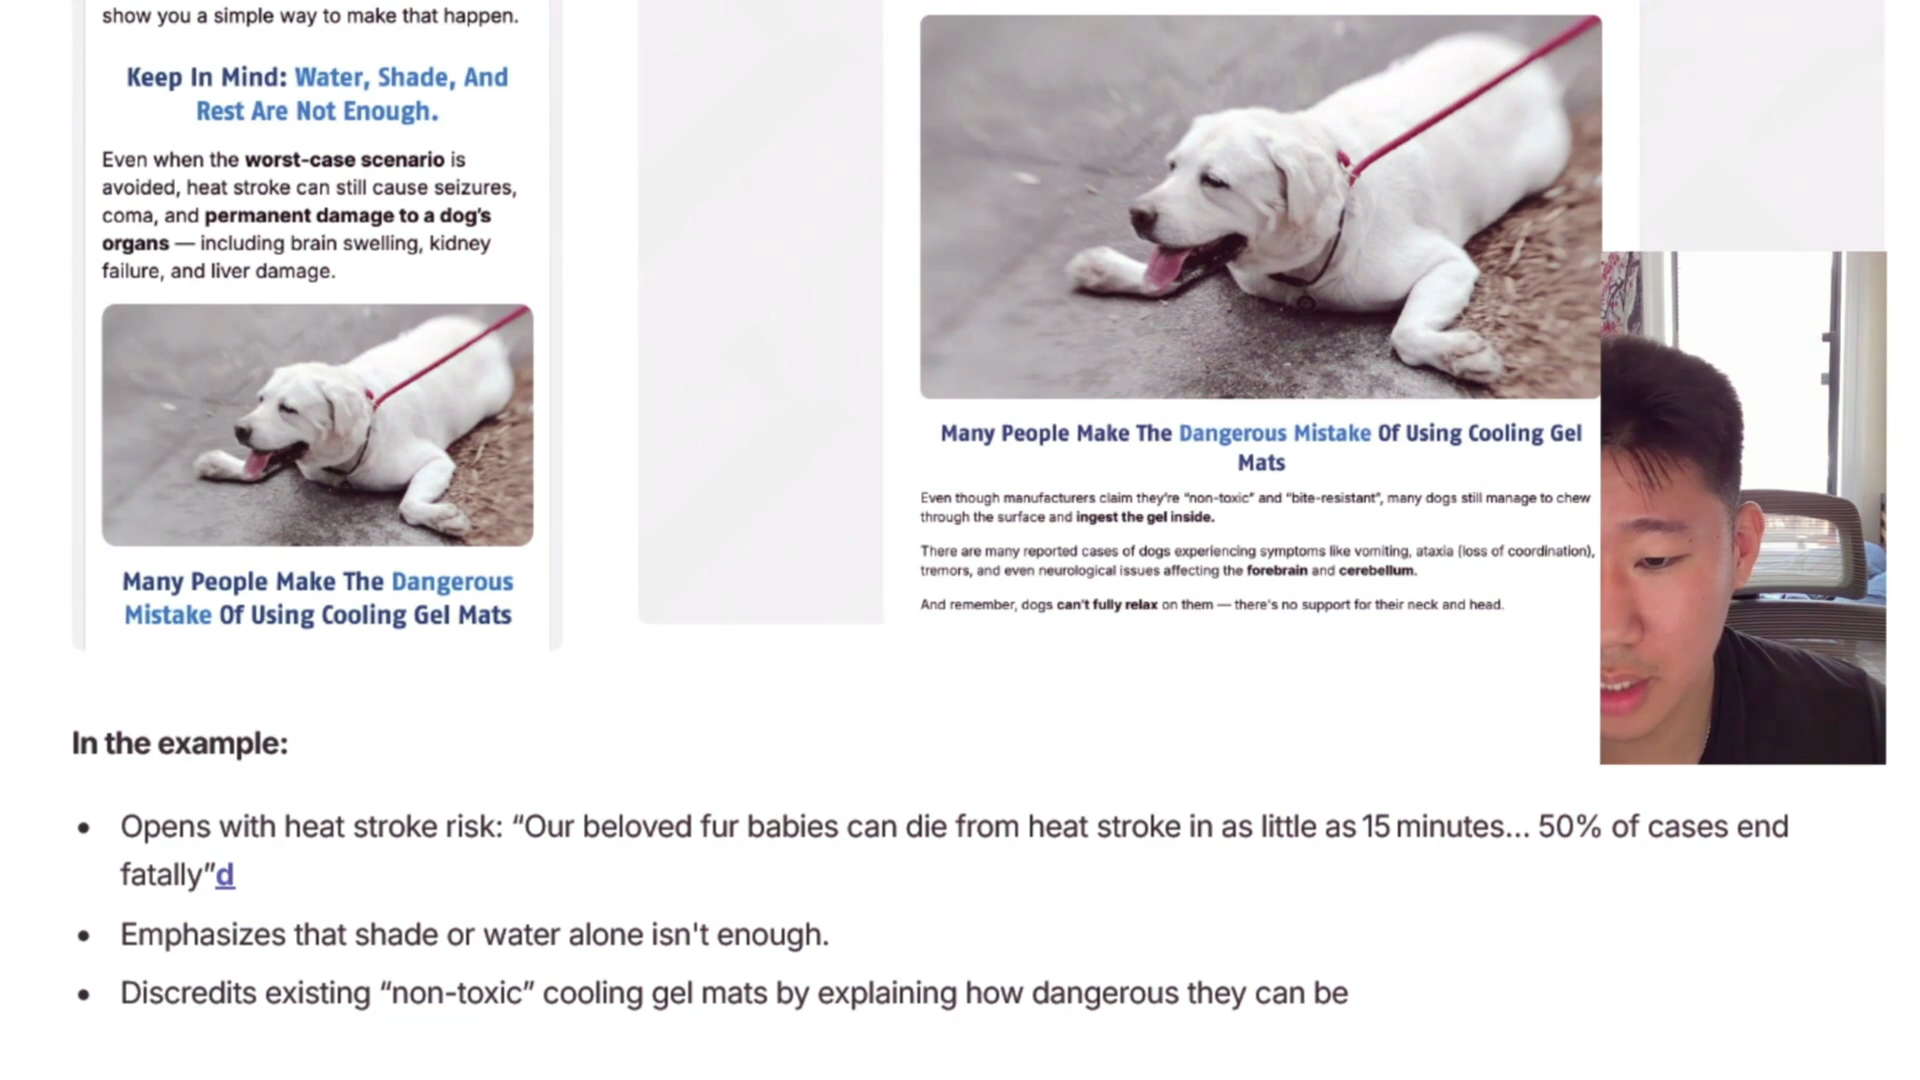 show you a simple way to make that happen.
Keep In Mind: Water, Shade, And
Rest Are Not Enough.
Even when the worst-case scenario is
avoided, heat stroke can still cause seizures,
coma, and permanent damage to a dog's
organs — including brain swelling, kidney
failure, and liver damage.
Many People Make The Dangerous
Mistake Of Using Cooling Gel Mats
Many People Make The Dangerous Mistake Of Using Cooling Gel
Mats
Even though manufacturers claim they're "non-toxic" and "bite-resistant", many dogs still manage to chew
through the surface and ingest the gel inside.
There are many reported cases of dogs experiencing symptoms like vomiting, ataxia (loss of coordination),
tremors, and even neurological issues affecting the forebrain and cerebellum.
And remember, dogs can't fully relax on them — there's no support for their neck and head.
In the example:
• Opens with heat stroke risk: “Our beloved fur babies can die from heat stroke in as little as 15 minutes… 50% of cases end
fatally”d
• Emphasizes that shade or water alone isn't enough.
• Discredits existing “non-toxic” cooling gel mats by explaining how dangerous they can be